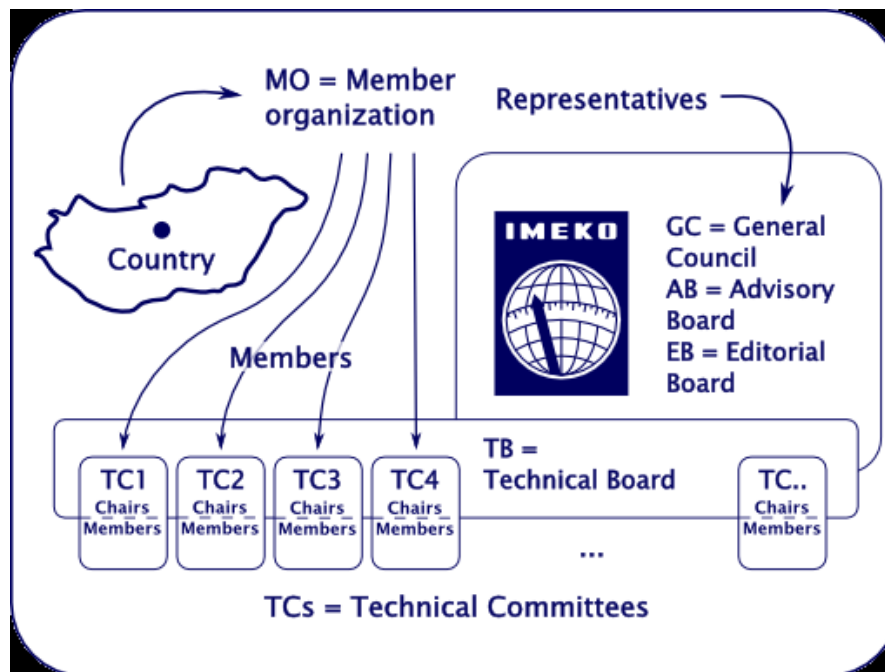 MO = Member
organization
Representatives
Country
IMEKO
GC = General
Council
AB = Advisory
Board
EB = Editorial
Board
Members
TB =
Technical Board
TC1
Chairs
Members
TC2
Chairs
Members
TC3
Chairs
Members
TC4
Chairs
Members
...
TC..
Chairs
Members
TCs = Technical Committees